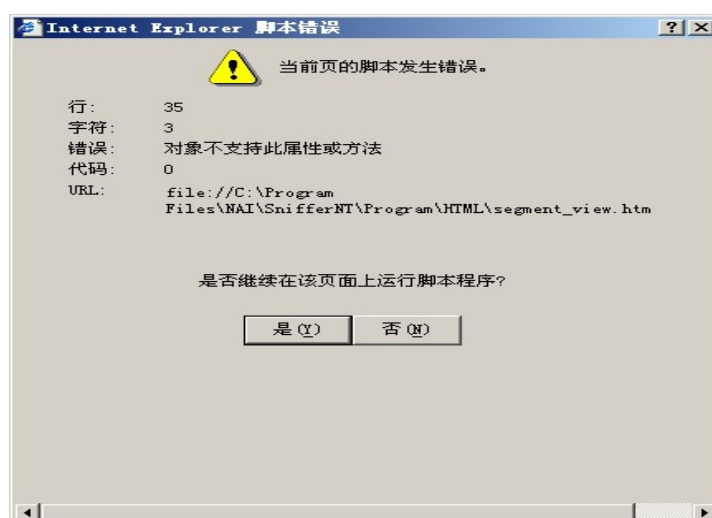 Internet Explorer 脚本错误
当前页的脚本发生错误。
行: 35
字符: 3
错误: 对象不支持此属性或方法
代码: 0
URL: file://C:\Program
Files\NAI\SnifferNT\Program\HTML\segment_view.htm
是否继续在该页面上运行脚本程序?
是(Y) 否(N)